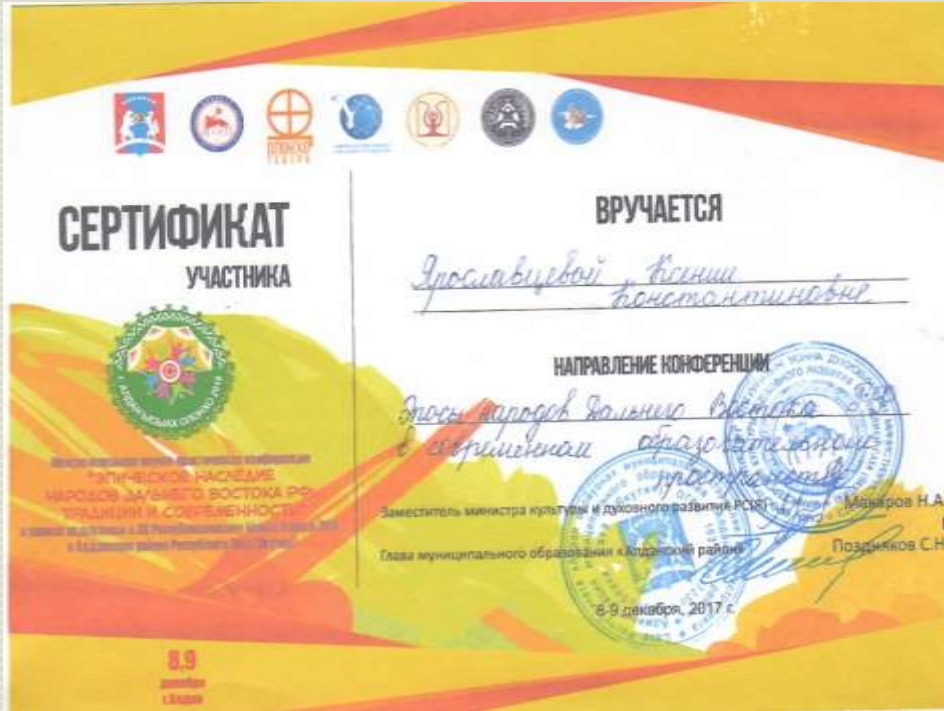 СЕРТИФИКАТ
УЧАСТНИКА
ВРУЧАЕТСЯ
Ярославцевой Ксении
Константиновне
НАПРАВЛЕНИЕ КОНФЕРЕНЦИИ
Эпосы народов Дальнего Востока
в современном образовательном
пространстве
"ЭПИЧЕСКОЕ НАСЛЕДИЕ
НАРОДОВ ДАЛЬНЕГО ВОСТОКА РФ:
ТРАДИЦИИ И СОВРЕМЕННОСТЬ"
Заместитель министра культуры и духовного развития РС(Я) Макаров Н.А.
Глава муниципального образования «Алданский район» Поздняков С.Н
8-9 декабря, 2017 г.
8,9
декабря
г.Алдан